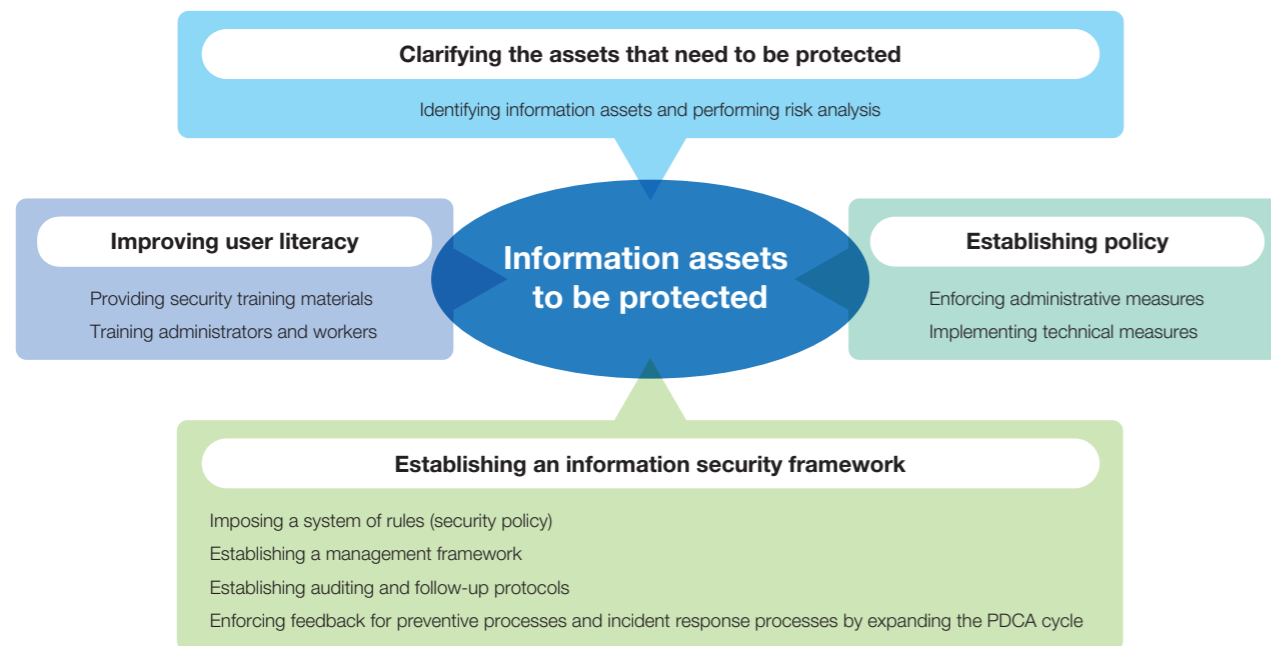 Clarifying the assets that need to be protected
Identifying information assets and performing risk analysis
Improving user literacy
Providing security training materials
Training administrators and workers
Information assets
to be protected
Establishing policy
Enforcing administrative measures
Implementing technical measures
Establishing an information security framework
Imposing a system of rules (security policy)
Establishing a management framework
Establishing auditing and follow-up protocols
Enforcing feedback for preventive processes and incident response processes by expanding the PDCA cycle